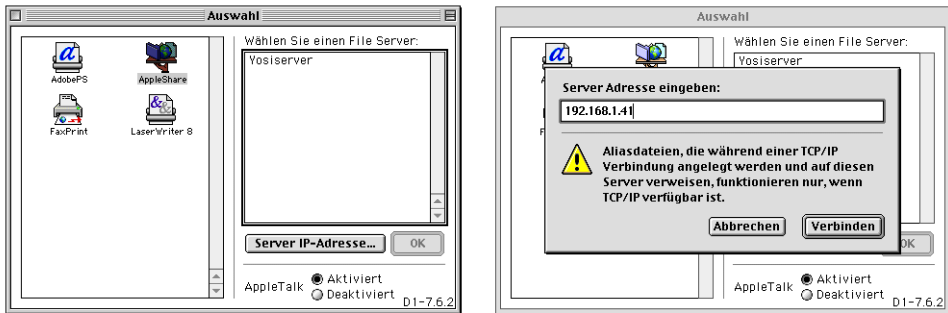 Auswahl
AdobePS
AppleShare
FaxPrint
LaserWriter 8
Wählen Sie einen File Server:
Yosiserver
Server IP-Adresse...
OK
AppleTalk
Aktiviert
Deaktiviert
D1-7.6.2
Auswahl
Wählen Sie einen File Server:
Yosiserver
Server Adresse eingeben:
192.168.1.41
Aliasdateien, die während einer TCP/IP
Verbindung angelegt werden und auf diesen
Server verweisen, funktionieren nur, wenn
TCP/IP verfügbar ist.
Abbrechen
Verbinden
OK
AppleTalk
Aktiviert
Deaktiviert
D1-7.6.2